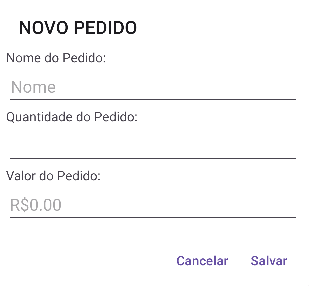 NOVO PEDIDO
Nome do Pedido:
Nome
Quantidade do Pedido:
Valor do Pedido:
R$0.00
Cancelar Salvar